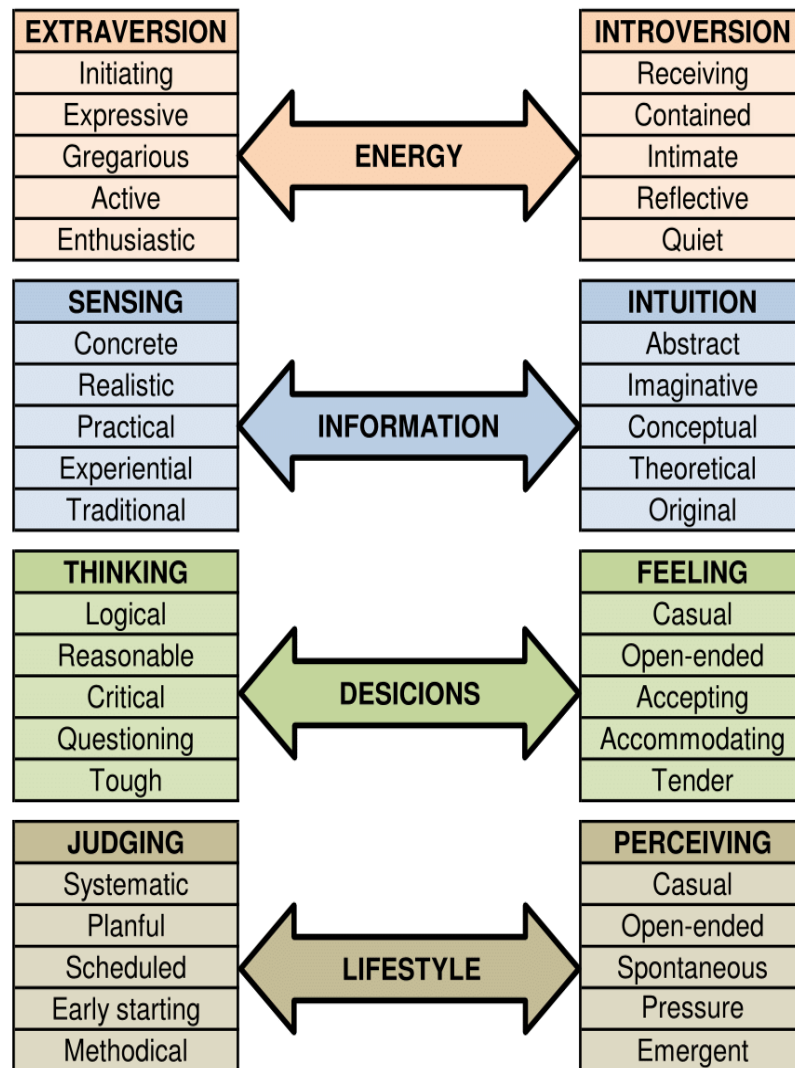 EXTRAVERSION
Initiating
Expressive
Gregarious
Active
Enthusiastic
ENERGY
INTROVERSION
Receiving
Contained
Intimate
Reflective
Quiet
SENSING
Concrete
Realistic
Practical
Experiential
Traditional
INFORMATION
INTUITION
Abstract
Imaginative
Conceptual
Theoretical
Original
THINKING
Logical
Reasonable
Critical
Questioning
Tough
DESICIONS
FEELING
Casual
Open-ended
Accepting
Accommodating
Tender
JUDGING
Systematic
Planful
Scheduled
Early starting
Methodical
LIFESTYLE
PERCEIVING
Casual
Open-ended
Spontaneous
Pressure
Emergent